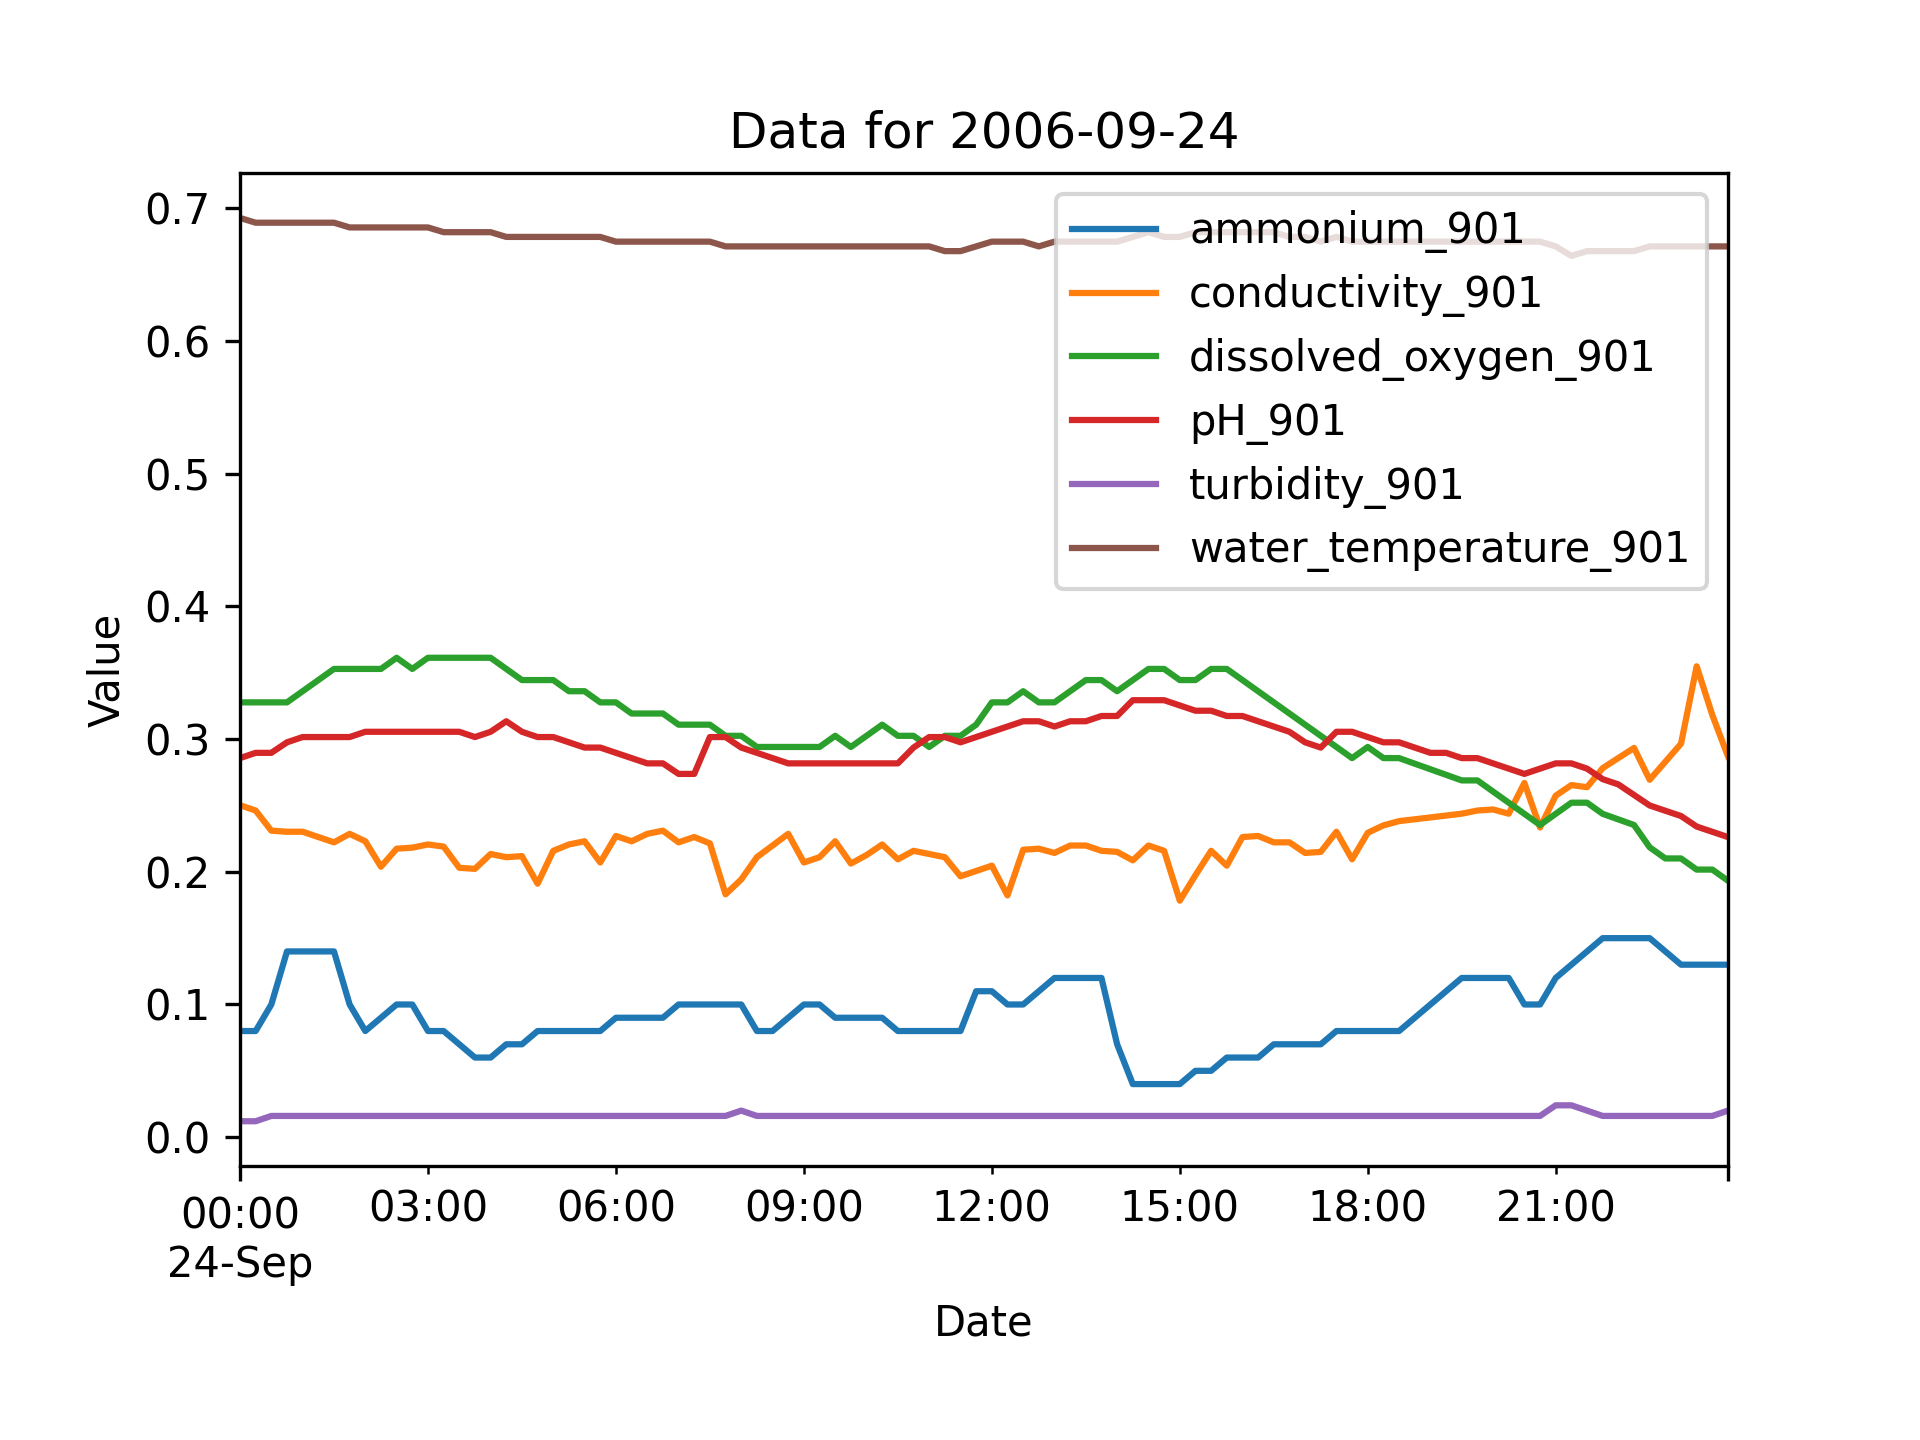 Data for 2006-09-24
0.7
0.6
0.5
0.4
0.3
0.2
0.1
0.0
Value
ammonium_901
conductivity_901
dissolved_oxygen_901
pH_901
turbidity_901
water_temperature_901
00:00 03:00 06:00 09:00 12:00 15:00 18:00 21:00
24-Sep
Date